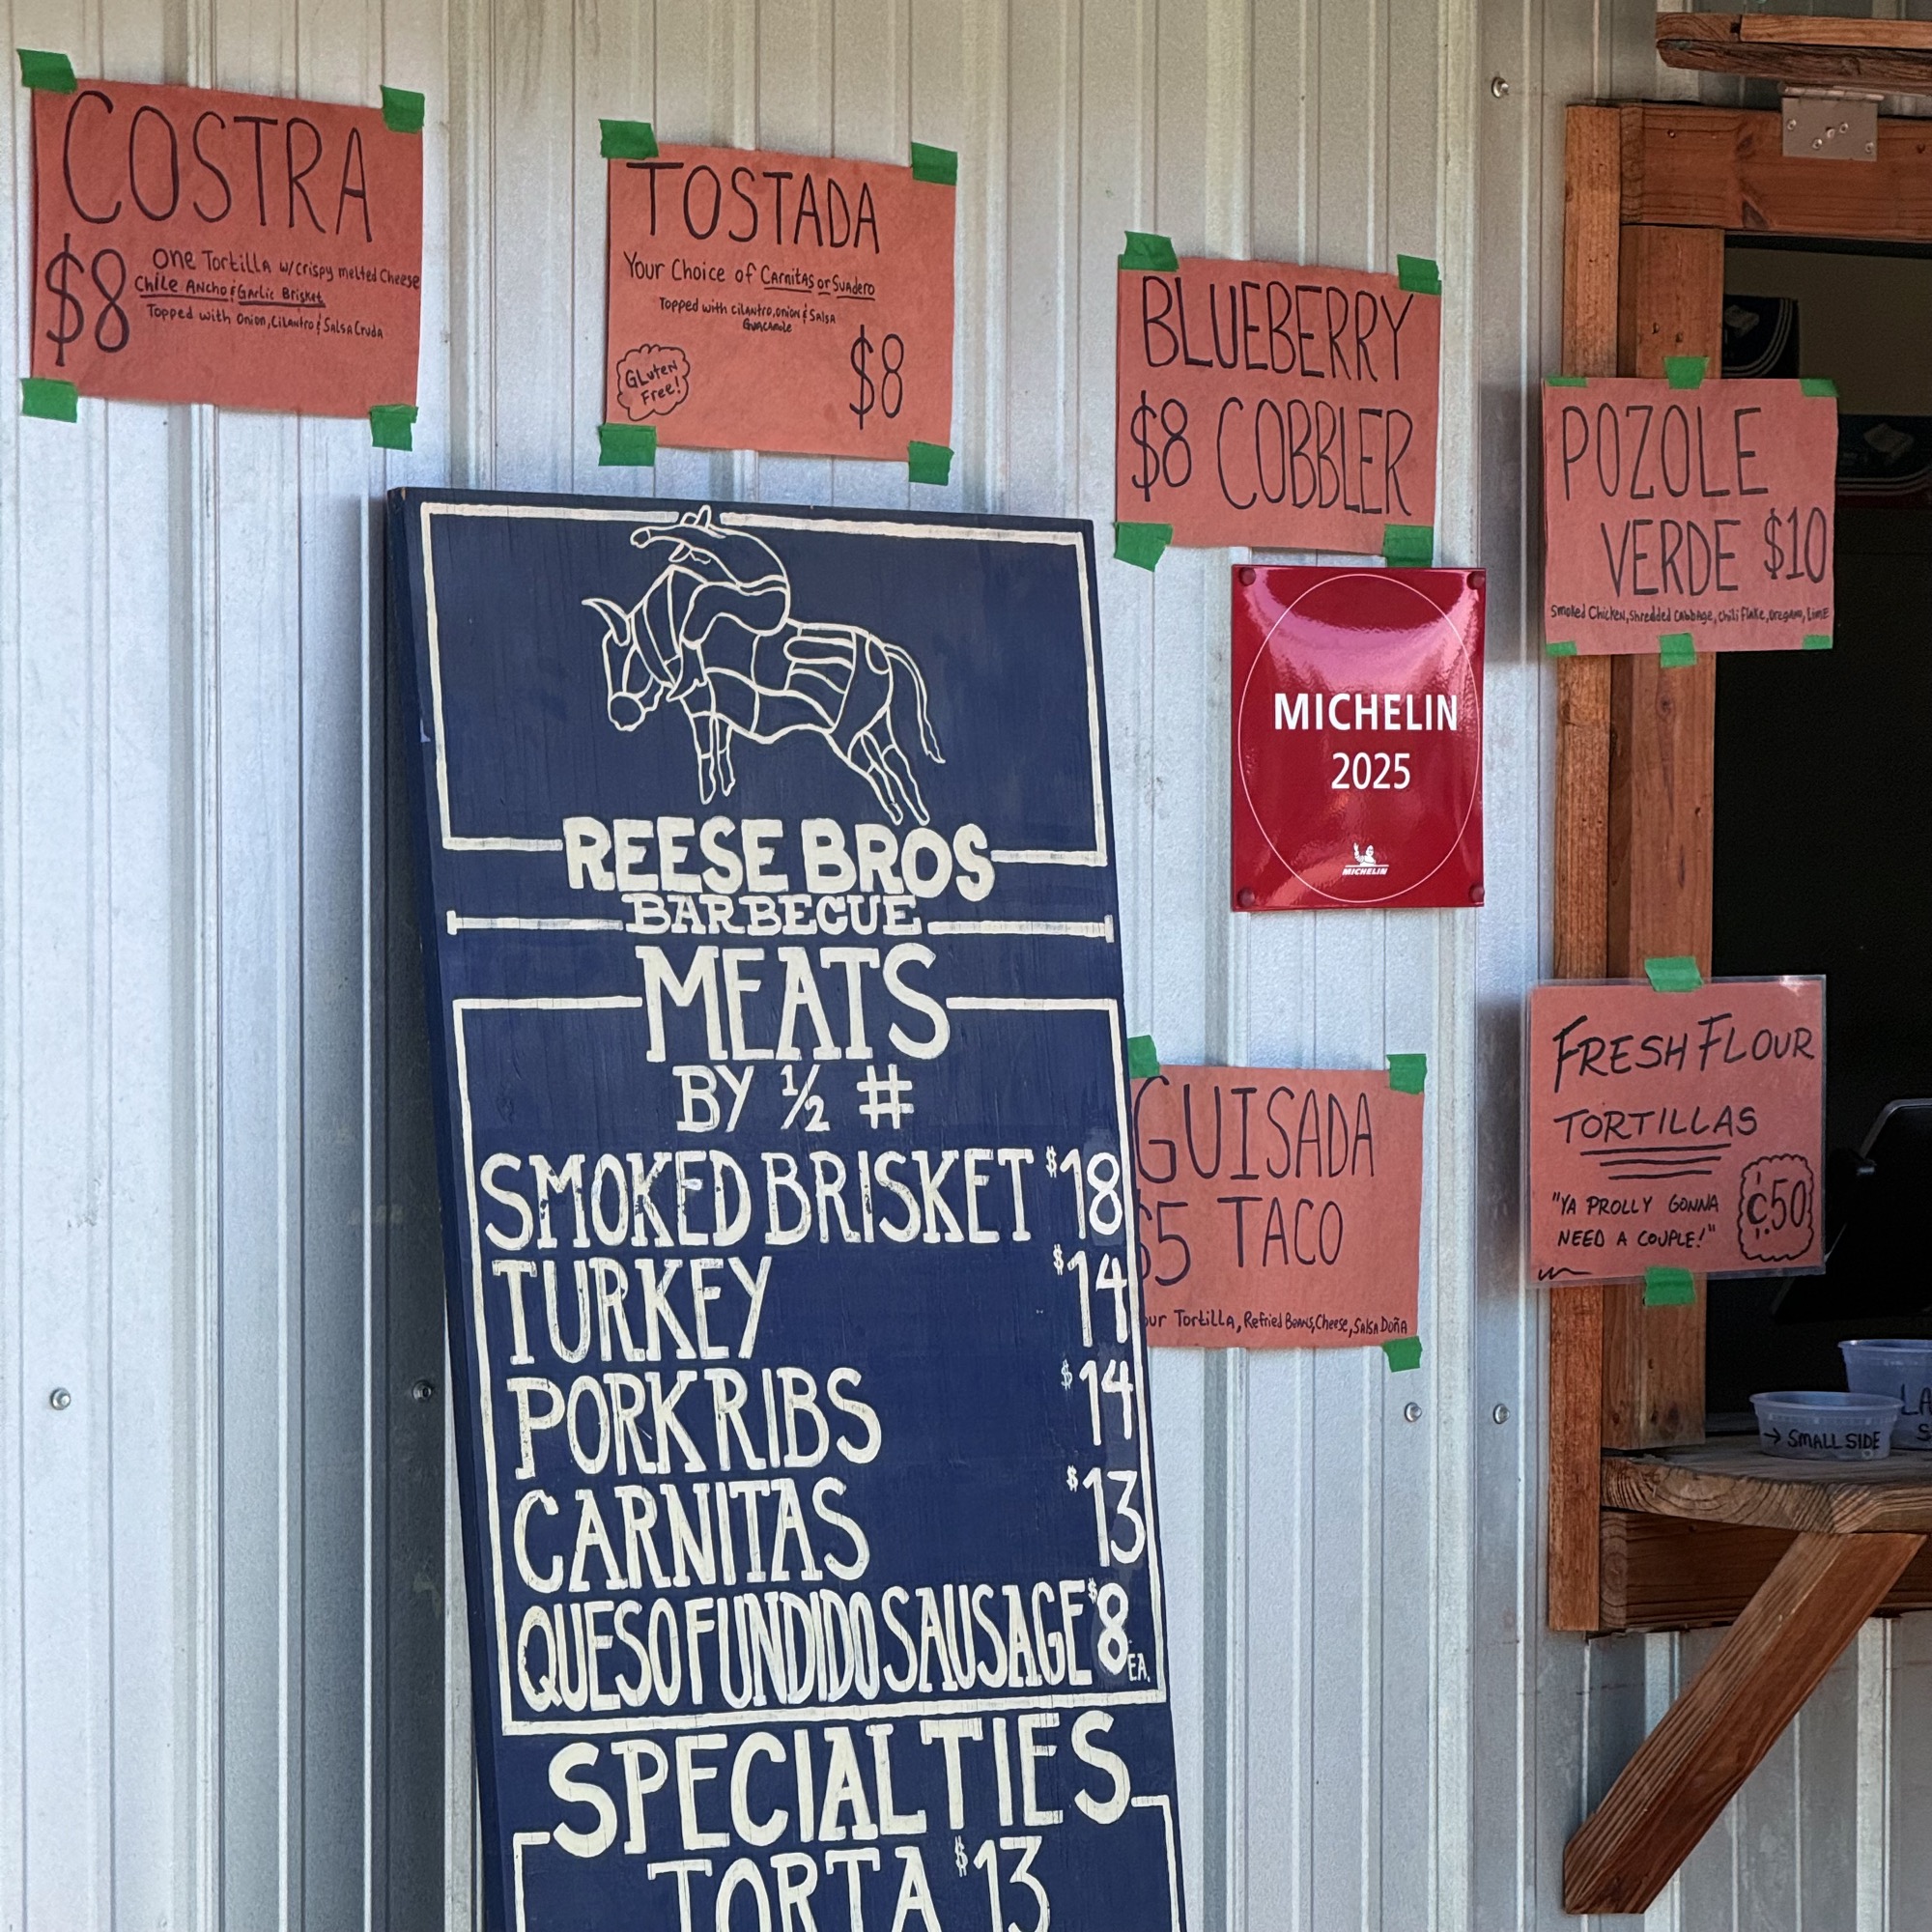 COSTRA
$8
One Tortilla w/crispy melted Cheese
Chile Ancho & Garlic Brisket
Topped with Onion, Cilantro & Salsa Cruda
TOSTADA
Your Choice of Carnitas or Suadero
Topped with cilantro, onion & Salsa
Guacamole
Gluten
Free!
$8
BLUEBERRY
$8 COBBLER
POZOLE
VERDE $10
Smoked Chicken, Shredded Cabbage, Chili Flake, Oregano, Lime
MICHELIN
2025
MICHELIN
REESE BROS
BARBECUE
MEATS
BY ½ #
SMOKED BRISKET $18
TURKEY $14
PORK RIBS $14
CARNITAS $13
QUESO FUNDIDO SAUSAGE $8 EA.
SPECIALTIES
TORTA $13
GUISADA
$5 TACO
our Tortilla, Refried Beans, Cheese, Salsa Doña
FRESH FLOUR
TORTILLAS
"YA PROLLY GONNA
NEED A COUPLE!"
¢.50
→ SMALL SIDE
LA
S